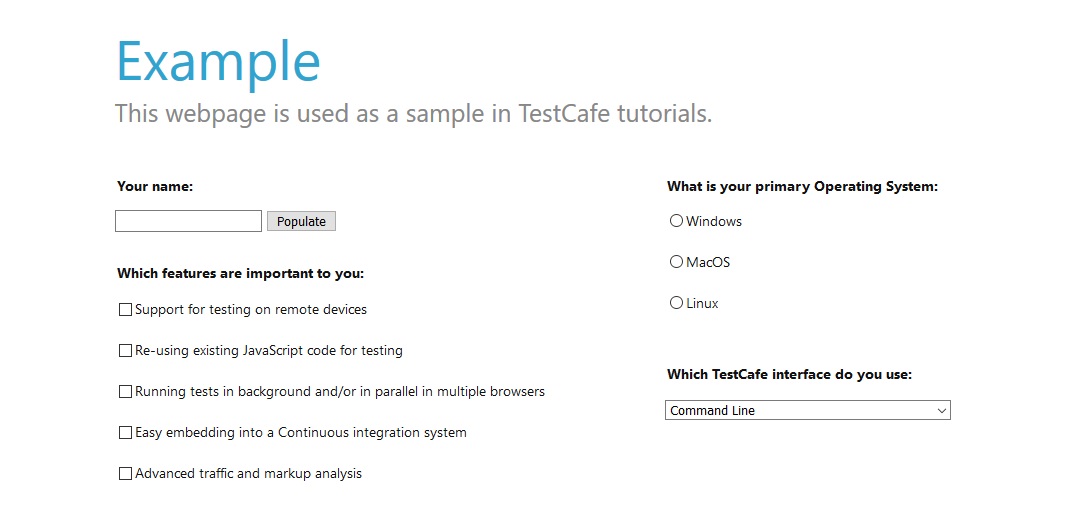 Example
This webpage is used as a sample in TestCafe tutorials.
Your name:
Populate
Which features are important to you:
Support for testing on remote devices
Re-using existing JavaScript code for testing
Running tests in background and/or in parallel in multiple browsers
Easy embedding into a Continuous integration system
Advanced traffic and markup analysis
What is your primary Operating System:
Windows
MacOS
Linux
Which TestCafe interface do you use:
Command Line